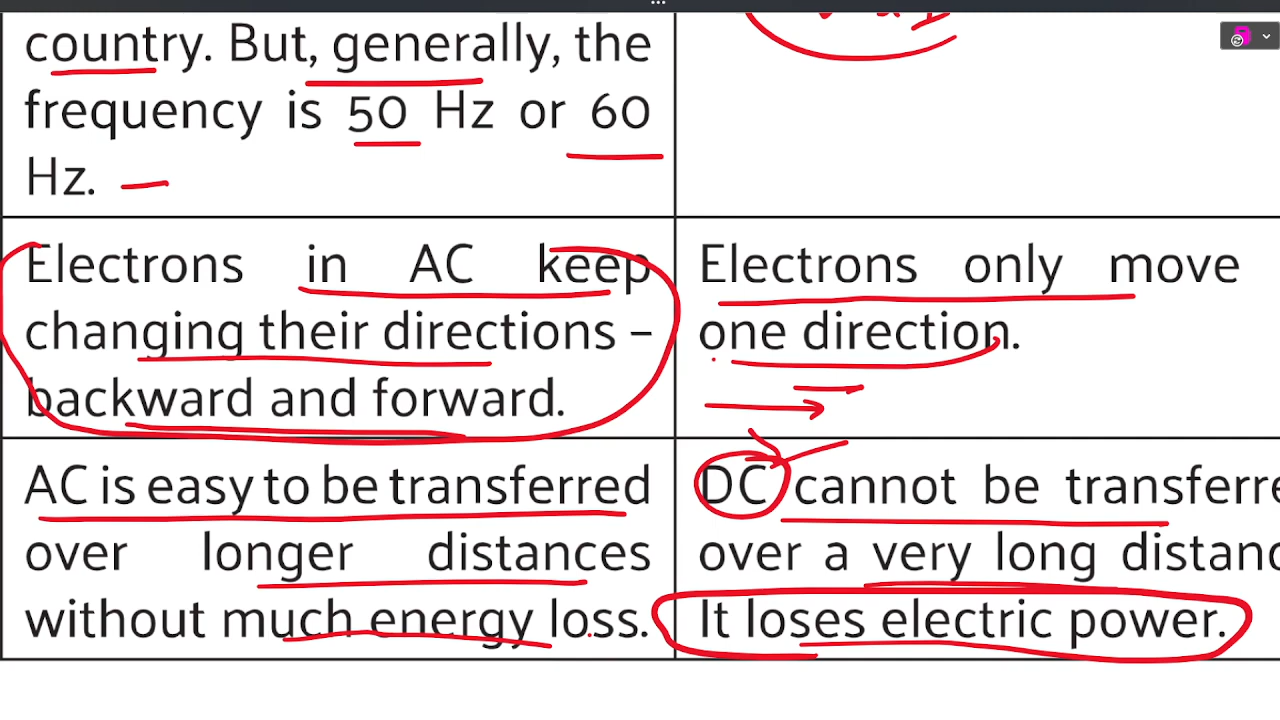 country. But, generally, the
frequency is 50 Hz or 60
Hz.
Electrons in AC keep
changing their directions –
backward and forward.
Electrons only move
one direction.
AC is easy to be transferred
over longer distances
without much energy loss.
DC cannot be
over a very long
It loses electric power.